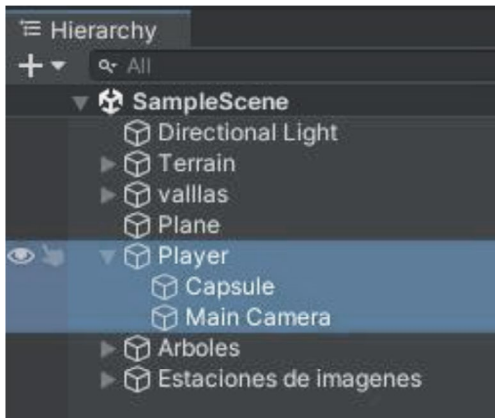 Hierarchy
All
SampleScene
Directional Light
Terrain
valllas
Plane
Player
Capsule
Main Camera
Arboles
Estaciones de imagenes